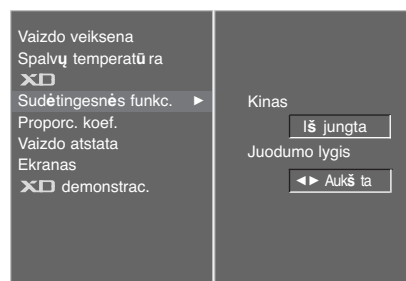 Vaizdo veiksena
Spalvų temperatūra
XD
Sudėtingesnės funkc. ►
Proporc. koef.
Vaizdo atstata
Ekranas
XD demonstrac.
Kinas
Išjungta
Juodumo lygis
◄► Aukšta